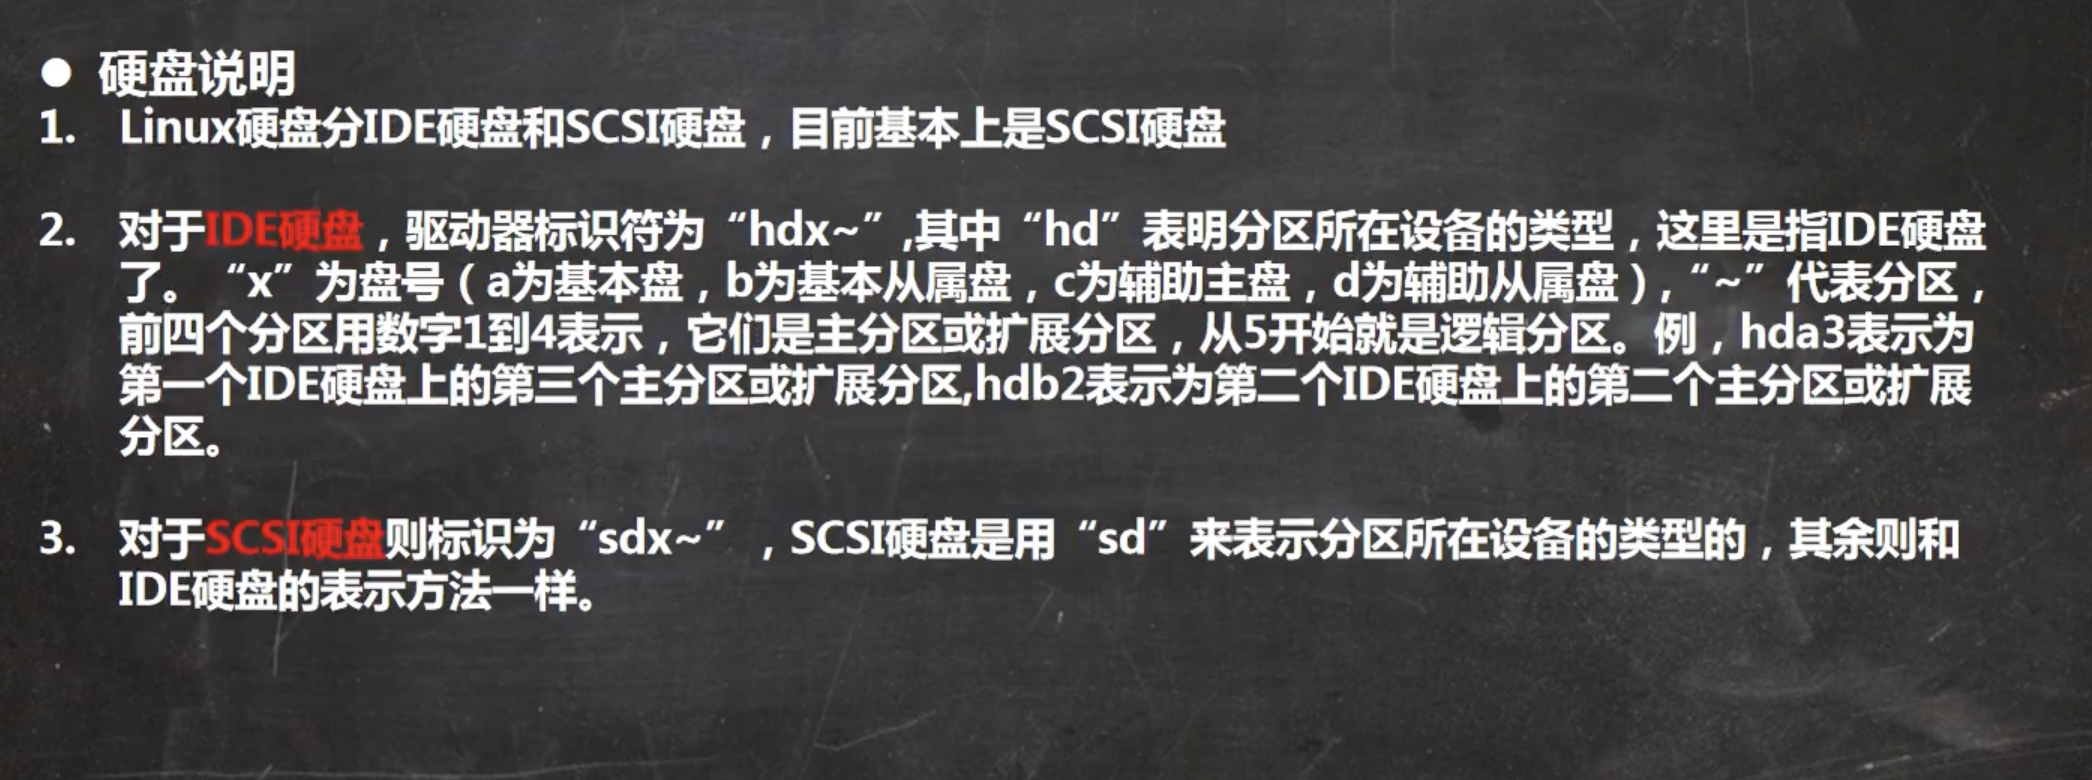 ● 硬盘说明
1. Linux硬盘分IDE硬盘和SCSI硬盘，目前基本上是SCSI硬盘
2. 对于IDE硬盘，驱动器标识符为“hdx~”,其中“hd”表明分区所在设备的类型，这里是指IDE硬盘
了。“x”为盘号（a为基本盘，b为基本从属盘，c为辅助主盘，d为辅助从属盘）,“~”代表分区，
前四个分区用数字1到4表示，它们是主分区或扩展分区，从5开始就是逻辑分区。例，hda3表示为
第一个IDE硬盘上的第三个主分区或扩展分区,hdb2表示为第二个IDE硬盘上的第二个主分区或扩展
分区。
3. 对于SCSI硬盘则标识为“sdx~”，SCSI硬盘是用“sd”来表示分区所在设备的类型的，其余则和
IDE硬盘的表示方法一样。